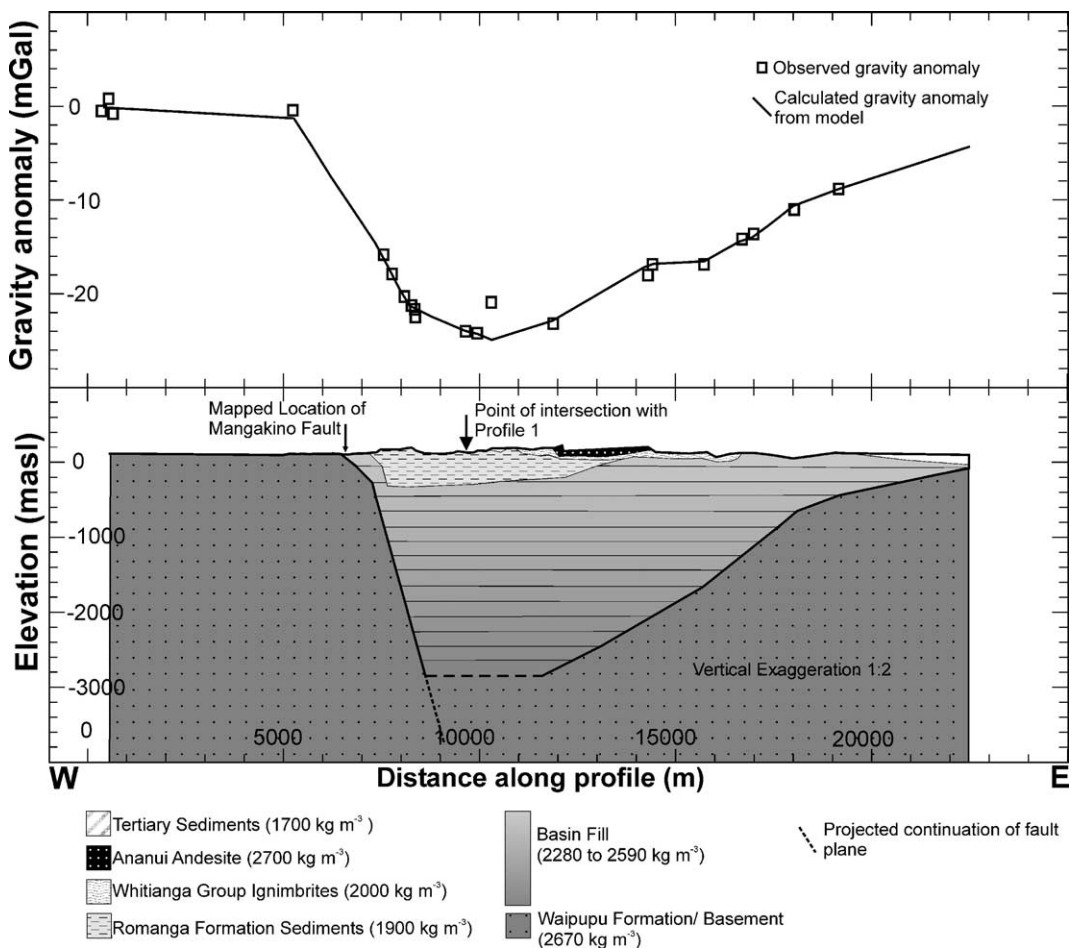 Gravity anomaly (mGal)
0
-10
-20
Observed gravity anomaly
Calculated gravity anomaly
from model
Mapped Location of
Mangakino Fault
Point of intersection with
Profile 1
Elevation (masl)
0
-1000
-2000
-3000
Vertical Exaggeration 1:2
0
5000
10000
15000
20000
W
Distance along profile (m)
E
Tertiary Sediments (1700 kg m⁻³ )
Ananui Andesite (2700 kg m⁻³)
Whitianga Group Ignimbrites (2000 kg m⁻³)
Romanga Formation Sediments (1900 kg m⁻³)
Basin Fill
(2280 to 2590 kg m⁻³)
Waipupu Formation/ Basement
(2670 kg m⁻³)
Projected continuation of fault
plane